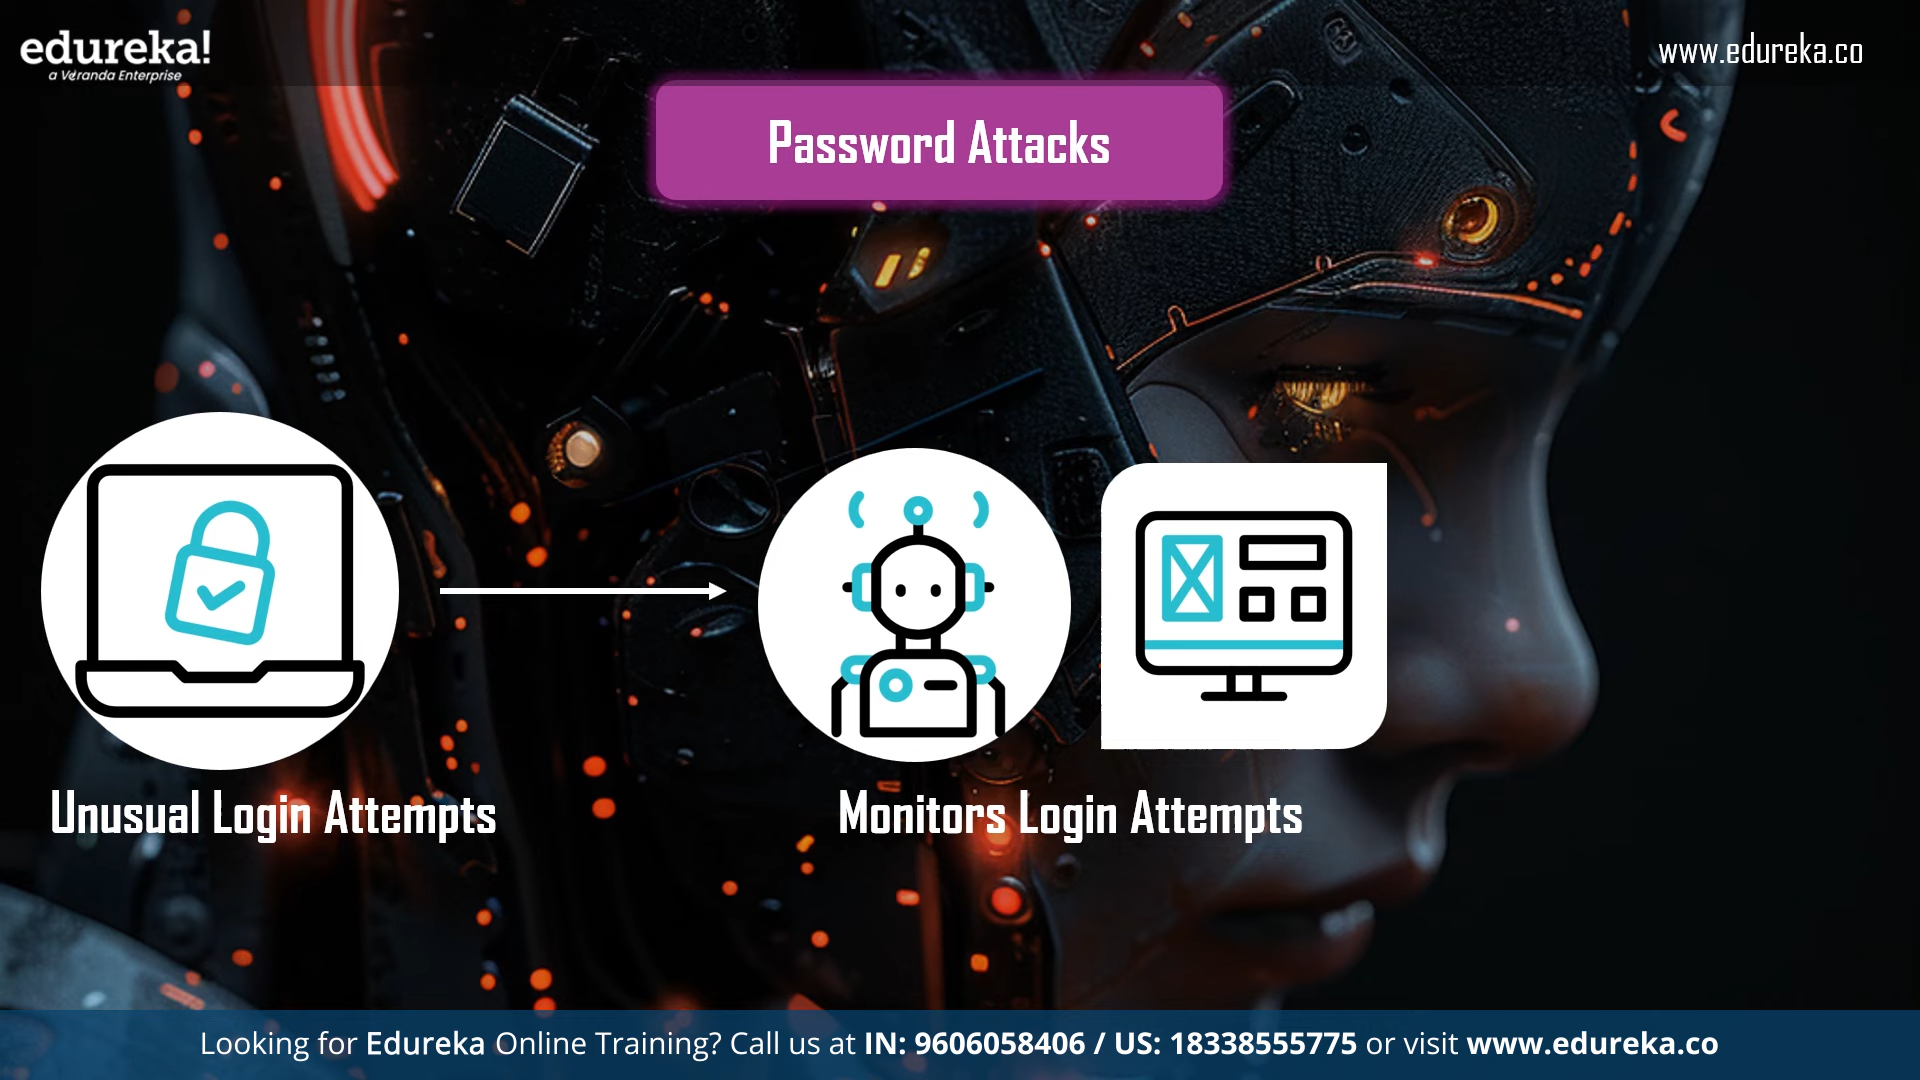 edureka!
a Veranda Enterprise
www.edureka.co
Password Attacks
Unusual Login Attempts
Monitors Login Attempts
Looking for Edureka Online Training? Call us at IN: 9606058406 / US: 18338555775 or visit www.edureka.co